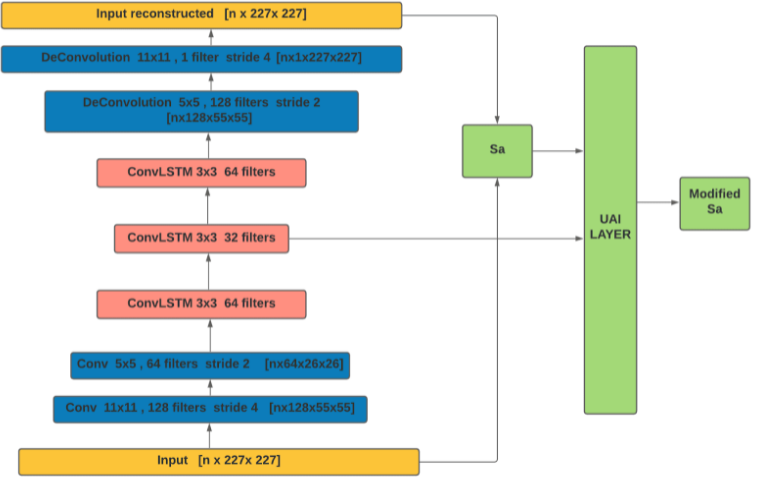 Input reconstructed [n x 227x 227]
DeConvolution 11x11 , 1 filter stride 4 [nx1x227x227]
DeConvolution 5x5 , 128 filters stride 2
[nx128x55x55]
ConvLSTM 3x3 64 filters
ConvLSTM 3x3 32 filters
ConvLSTM 3x3 64 filters
Conv 5x5 , 64 filters stride 2 [nx64x26x26]
Conv 11x11 , 128 filters stride 4 [nx128x55x55]
Input [n x 227x 227]
Sa
UAI
LAYER
Modified
Sa